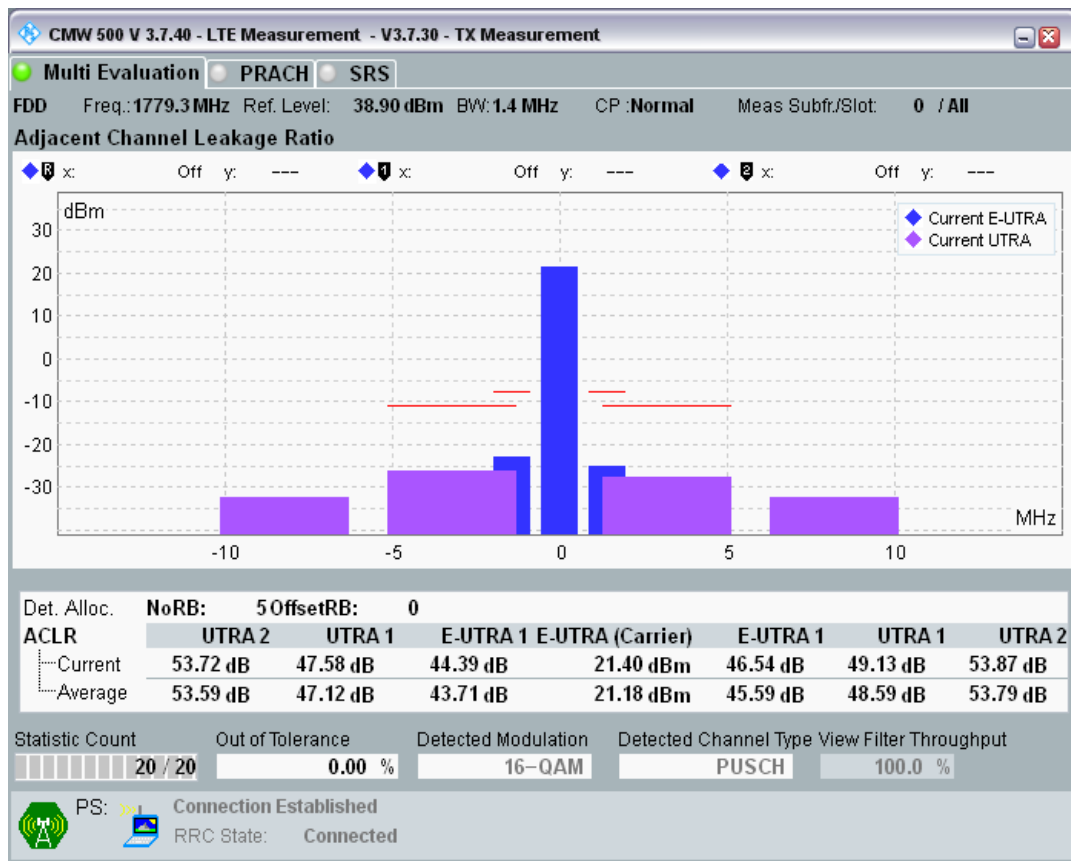 CMW 500 V 3.7.40 - LTE Measurement - V3.7.30 - TX Measurement
Multi Evaluation PRACH SRS
FDD Freq.:1779.3 MHz Ref. Level: 38.90 dBm BW:1.4 MHz CP :Normal Meas Subfr./Slot: 0 / All
Adjacent Channel Leakage Ratio
R x: Off y: --- 1 x: Off y: --- 2 x: Off y: ---
dBm
Current E-UTRA
Current UTRA
30
20
10
0
-10
-20
-30
MHz
-10 -5 0 5 10
Det. Alloc. NoRB: 5 OffsetRB: 0
ACLR UTRA 2 UTRA 1 E-UTRA 1 E-UTRA (Carrier) E-UTRA 1 UTRA 1 UTRA 2
Current 53.72 dB 47.58 dB 44.39 dB 21.40 dBm 46.54 dB 49.13 dB 53.87 dB
Average 53.59 dB 47.12 dB 43.71 dB 21.18 dBm 45.59 dB 48.59 dB 53.79 dB
Statistic Count Out of Tolerance Detected Modulation Detected Channel Type View Filter Throughput
20 / 20 0.00 % 16-QAM PUSCH 100.0 %
PS: Connection Established
RRC State: Connected